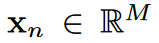 𝐱ₙ ∈ ℝᴹ